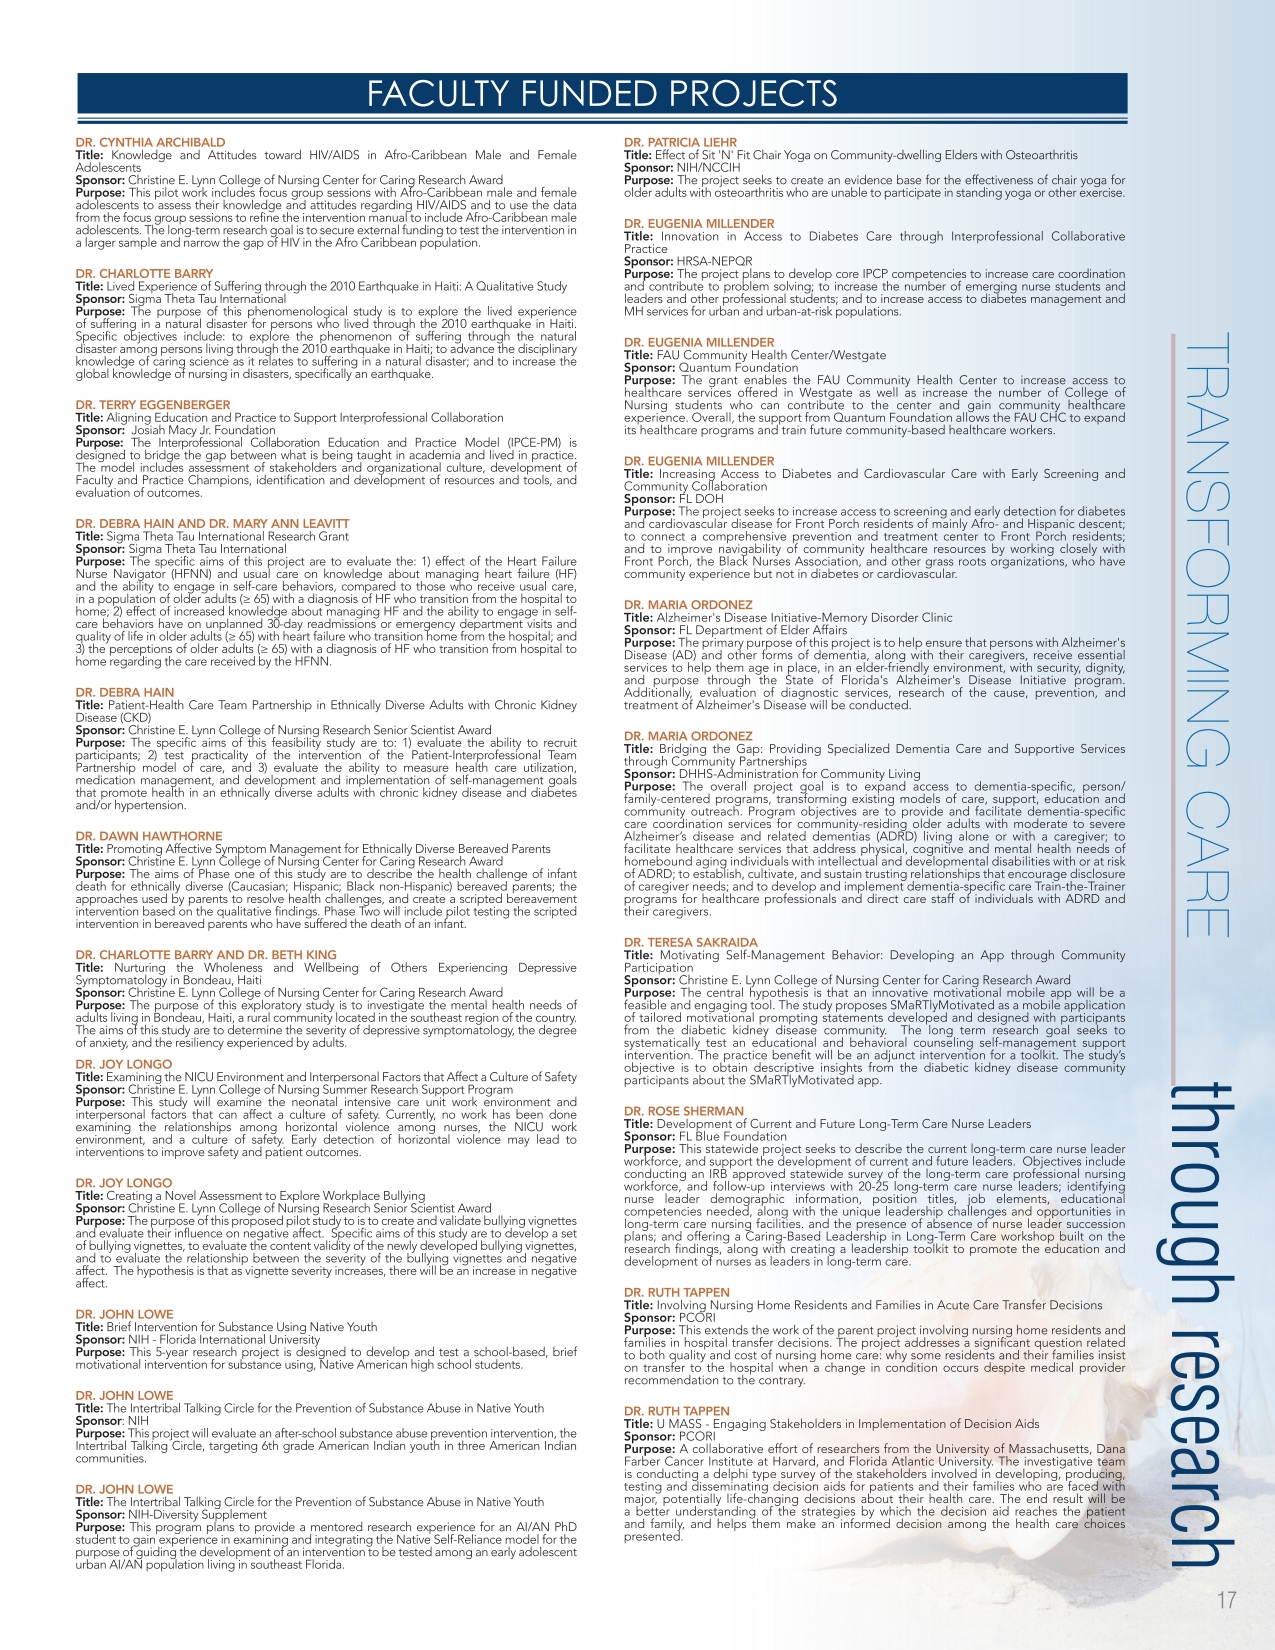 FACULTY FUNDED PROJECTS
DR. CYNTHIA ARCHIBALD
Title: Knowledge and Attitudes toward HIV/AIDS in Afro-Caribbean Male and Female
Adolescents
Sponsor: Christine E. Lynn College of Nursing Center for Caring Research Award
Purpose: This pilot work includes focus group sessions with Afro-Caribbean male and female
adolescents to assess their knowledge and attitudes regarding HIV/AIDS and to use the data
from the focus group sessions to refine the intervention manual to include Afro-Caribbean male
adolescents. The long-term research goal is to secure external funding to test the intervention in
a larger sample and narrow the gap of HIV in the Afro Caribbean population.
DR. CHARLOTTE BARRY
Title: Lived Experience of Suffering through the 2010 Earthquake in Haiti: A Qualitative Study
Sponsor: Sigma Theta Tau International
Purpose: The purpose of this phenomenological study is to explore the lived experience
of suffering in a natural disaster for persons who lived through the 2010 earthquake in Haiti.
Specific objectives include: to explore the phenomenon of suffering through the natural
disaster among persons living through the 2010 earthquake in Haiti; to advance the disciplinary
knowledge of caring science as it relates to suffering in a natural disaster; and to increase the
global knowledge of nursing in disasters, specifically an earthquake.
DR. TERRY EGGENBERGER
Title: Aligning Education and Practice to Support Interprofessional Collaboration
Sponsor: Josiah Macy Jr. Foundation
Purpose: The Interprofessional Collaboration Education and Practice Model (IPCE-PM) is
designed to bridge the gap between what is being taught in academia and lived in practice.
The model includes assessment of stakeholders and organizational culture, development of
Faculty and Practice Champions, identification and development of resources and tools, and
evaluation of outcomes.
DR. DEBRA HAIN AND DR. MARY ANN LEAVITT
Title: Sigma Theta Tau International Research Grant
Sponsor: Sigma Theta Tau International
Purpose: The specific aims of this project are to evaluate the: 1) effect of the Heart Failure
Nurse Navigator (HFNN) and usual care on knowledge about managing heart failure (HF)
and the ability to engage in self-care behaviors, compared to those who receive usual care,
in a population of older adults (≥ 65) with a diagnosis of HF who transition from the hospital to
home; 2) effect of increased knowledge about managing HF and the ability to engage in self-
care behaviors have on unplanned 30-day readmissions or emergency department visits and
quality of life in older adults (≥ 65) with heart failure who transition home from the hospital; and
3) the perceptions of older adults (≥ 65) with a diagnosis of HF who transition from hospital to
home regarding the care received by the HFNN.
DR. DEBRA HAIN
Title: Patient-Health Care Team Partnership in Ethnically Diverse Adults with Chronic Kidney
Disease (CKD)
Sponsor: Christine E. Lynn College of Nursing Research Senior Scientist Award
Purpose: The specific aims of this feasibility study are to: 1) evaluate the ability to recruit
participants; 2) test practicality of the intervention of the Patient-Interprofessional Team
Partnership model of care, and 3) evaluate the ability to measure health care utilization,
medication management, and development and implementation of self-management goals
that promote health in an ethnically diverse adults with chronic kidney disease and diabetes
and/or hypertension.
DR. DAWN HAWTHORNE
Title: Promoting Affective Symptom Management for Ethnically Diverse Bereaved Parents
Sponsor: Christine E. Lynn College of Nursing Center for Caring Research Award
Purpose: The aims of Phase one of this study are to describe the health challenge of infant
death for ethnically diverse (Caucasian; Hispanic; Black non-Hispanic) bereaved parents; the
approaches used by parents to resolve health challenges, and create a scripted bereavement
intervention based on the qualitative findings. Phase Two will include pilot testing the scripted
intervention in bereaved parents who have suffered the death of an infant.
DR. CHARLOTTE BARRY AND DR. BETH KING
Title: Nurturing the Wholeness and Wellbeing of Others Experiencing Depressive
Symptomatology in Bondeau, Haiti
Sponsor: Christine E. Lynn College of Nursing Center for Caring Research Award
Purpose: The purpose of this exploratory study is to investigate the mental health needs of
adults living in Bordeau, Haiti, a rural community located in the southeast region of the country.
The aims of this study are to determine the severity of depressive symptomatology, the degree
of anxiety, and the resiliency experienced by adults.
DR. JOY LONGO
Title: Examining the NICU Environment and Interpersonal Factors that Affect a Culture of Safety
Sponsor: Christine E. Lynn College of Nursing Summer Research Support Program
Purpose: This study will examine the neonatal intensive care unit work environment and
interpersonal factors that can affect a culture of safety. Currently, no work has been done
examining the relationships among horizontal violence among nurses, the NICU work
environment, and a culture of safety. Early detection of horizontal violence may lead to
interventions to improve safety and patient outcomes.
DR. JOY LONGO
Title: Creating a Novel Assessment to Explore Workplace Bullying
Sponsor: Christine E. Lynn College of Nursing Research Senior Scientist Award
Purpose: The purpose of this proposed pilot study to is to create and validate bullying vignettes
and evaluate their influence on negative affect. Specific aims of this study are to develop a set
of bullying vignettes, to evaluate the content validity of the newly developed bullying vignettes,
and to evaluate the relationship between the severity of the bullying vignettes and negative
affect. The hypothesis is that as vignette severity increases, there will be an increase in negative
affect.
DR. JOHN LOWE
Title: Brief Intervention for Substance Using Native Youth
Sponsor: NIH - Florida International University
Purpose: This 5-year research project is designed to develop and test a school-based, brief
motivational intervention for substance using, Native American high school students.
DR. JOHN LOWE
Title: The Intertribal Talking Circle for the Prevention of Substance Abuse in Native Youth
Sponsor: NIH
Purpose: This project will evaluate an after-school substance abuse prevention intervention, the
Intertribal Talking Circle, targeting 6th grade American Indian youth in three American Indian
communities.
DR. JOHN LOWE
Title: The Intertribal Talking Circle for the Prevention of Substance Abuse in Native Youth
Sponsor: NIH-Diversity Supplement
Purpose: This program plans to provide a mentored research experience for an AI/AN PhD
student to gain experience in examining and integrating the Native Self-Reliance model for the
purpose of guiding the development of an intervention to be tested among an early adolescent
urban AI/AN population living in southeast Florida.
DR. PATRICIA LIEHR
Title: Effect of Sit 'N' Fit Chair Yoga on Community-dwelling Elders with Osteoarthritis
Sponsor: NIH/NCCIH
Purpose: The project seeks to create an evidence base for the effectiveness of chair yoga for
older adults with osteoarthritis who are unable to participate in standing yoga or other exercise.
DR. EUGENIA MILLENDER
Title: Innovation in Access to Diabetes Care through Interprofessional Collaborative
Practice
Sponsor: HRSA-NEPQR
Purpose: The project plans to develop core IPCP competencies to increase care coordination
and contribute to problem solving; to increase the number of emerging nurse students and
leaders and other professional students; and to increase access to diabetes management and
MH services for urban and urban-at-risk populations.
DR. EUGENIA MILLENDER
Title: FAU Community Health Center/Westgate
Sponsor: Quantum Foundation
Purpose: The grant enables the FAU Community Health Center to increase access to
healthcare services offered in Westgate as well as increase the number of College of
Nursing students who can contribute to the center and gain community healthcare
experience. Overall, the support from Quantum Foundation allows the FAU CHC to expand
its healthcare programs and train future community-based healthcare workers.
DR. EUGENIA MILLENDER
Title: Increasing Access to Diabetes and Cardiovascular Care with Early Screening and
Community Collaboration
Sponsor: FL DOH
Purpose: The project seeks to increase access to screening and early detection for diabetes
and cardiovascular disease for Front Porch residents of mainly Afro- and Hispanic descent;
to connect a comprehensive prevention and treatment center to Front Porch residents;
and to improve navigability of community healthcare resources by working closely with
Front Porch, the Black Nurses Association, and other grass roots organizations, who have
community experience but not in diabetes or cardiovascular.
DR. MARIA ORDONEZ
Title: Alzheimer's Disease Initiative-Memory Disorder Clinic
Sponsor: FL Department of Elder Affairs
Purpose: The primary purpose of this project is to help ensure that persons with Alzheimer's
Disease (AD) and other forms of dementia, along with their caregivers, receive essential
services to help them age in place, in an elder-friendly environment, with security, dignity,
and purpose through the State of Florida's Alzheimer's Disease Initiative program.
Additionally, evaluation of diagnostic services, research of the cause, prevention, and
treatment of Alzheimer's Disease will be conducted.
DR. MARIA ORDONEZ
Title: Bridging the Gap: Providing Specialized Dementia Care and Supportive Services
through Community Partnerships
Sponsor: DHHS-Administration for Community Living
Purpose: The overall project goal is to expand access to dementia-specific, person/
family-centered programs, transforming existing models of care, support, education and
community outreach. Program objectives are to provide and facilitate dementia-specific
care coordination services for community-residing older adults with moderate to severe
Alzheimer’s disease and related dementias (ADRD) living alone or with a caregiver; to
facilitate healthcare services that address physical, cognitive and mental health needs of
homebound aging individuals with intellectual and developmental disabilities with or at risk
of ADRD; to establish, cultivate, and sustain trusting relationships that encourage disclosure
of caregiver needs; and to develop and implement dementia-specific care Train-the-Trainer
programs for healthcare professionals and direct care staff of individuals with ADRD and
their caregivers.
DR. TERESA SAKRAIDA
Title: Motivating Self-Management Behavior: Developing an App through Community
Participation
Sponsor: Christine E. Lynn College of Nursing Center for Caring Research Award
Purpose: The central hypothesis is that an innovative motivational mobile app will be a
feasible and engaging tool. The study proposes SMaRTlyMotivated as a mobile application
of tailored motivational prompting statements developed and designed with participants
from the diabetic kidney disease community. The long term research goal seeks to
systematically test an educational and behavioral counseling self-management support
intervention. The practice benefit will be an adjunct intervention for a toolkit. The study’s
objective is to obtain descriptive insights from the diabetic kidney disease community
participants about the SMaRTlyMotivated app.
DR. ROSE SHERMAN
Title: Development of Current and Future Long-Term Care Nurse Leaders
Sponsor: FL Blue Foundation
Purpose: This statewide project seeks to describe the current long-term care nurse leader
workforce, and support the development of current and future leaders. Objectives include
conducting an IRB approved statewide survey of the long-term care professional nursing
workforce, and follow-up interviews with 20-25 long-term care nurse leaders; identifying
nurse leader demographic information, position titles, job elements, educational
competencies needed, along with the unique leadership challenges and opportunities in
long-term care nursing facilities. and the presence of absence of nurse leader succession
plans; and offering a Caring-Based Leadership in Long-Term Care workshop built on the
research findings, along with creating a leadership toolkit to promote the education and
development of nurses as leaders in long-term care.
DR. RUTH TAPPEN
Title: Involving Nursing Home Residents and Families in Acute Care Transfer Decisions
Sponsor: PCORI
Purpose: This extends the work of the parent project involving nursing home residents and
families in hospital transfer decisions. The project addresses a significant question related
to both quality and cost of nursing home care: why some residents and their families insist
on transfer to the hospital when a change in condition occurs despite medical provider
recommendation to the contrary.
DR. RUTH TAPPEN
Title: U MASS - Engaging Stakeholders in Implementation of Decision Aids
Sponsor: PCORI
Purpose: A collaborative effort of researchers from the University of Massachusetts, Dana
Farber Cancer Institute at Harvard, and Florida Atlantic University. The investigative team
is conducting a delphi type survey of the stakeholders involved in developing, producing,
testing and disseminating decision aids for patients and their families who are faced with
major, potentially life-changing decisions about their health care. The end result will be
a better understanding of the strategies by which the decision aid reaches the patient
and family, and helps them make an informed decision among the health care choices
presented.
TRANSFORMING CARE
through research
17